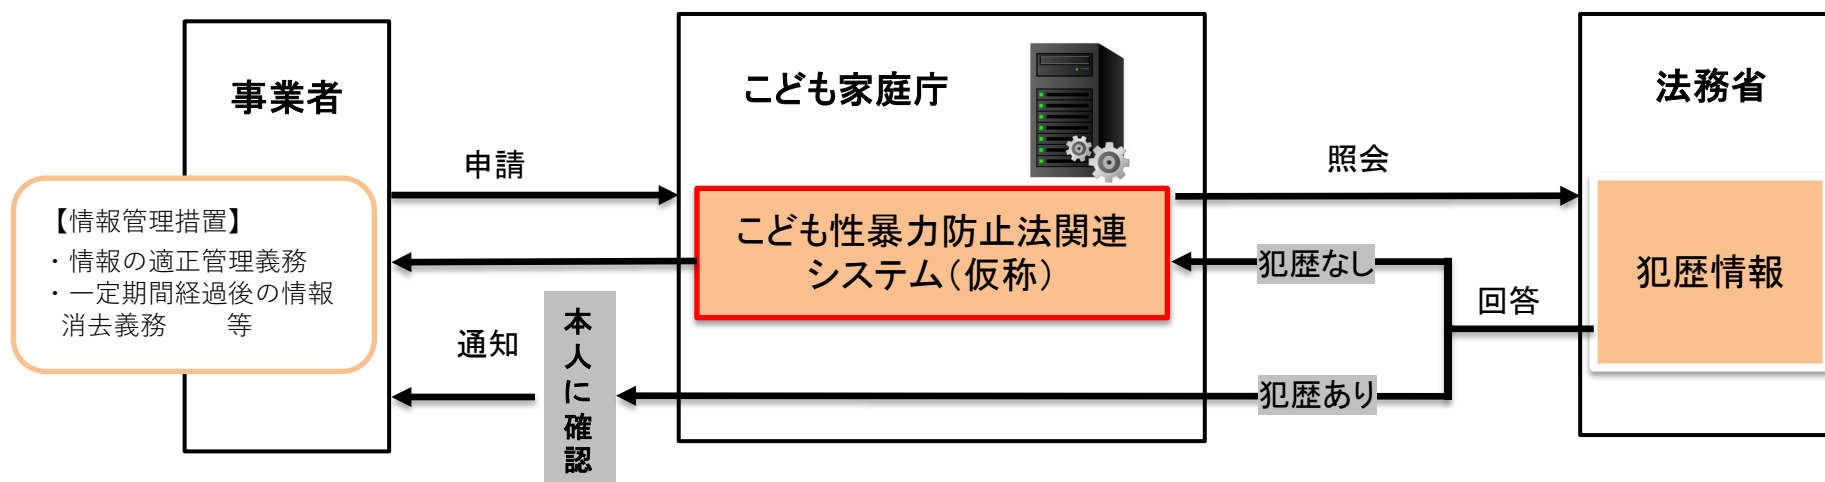 事業者
こども家庭庁
法務省
申請
照会
【情報管理措置】
・情報の適正管理義務
・一定期間経過後の情報
消去義務　　等
こども性暴力防止法関連
システム（仮称）
犯歴なし
犯歴情報
回答
通知
本人に確認
犯歴あり